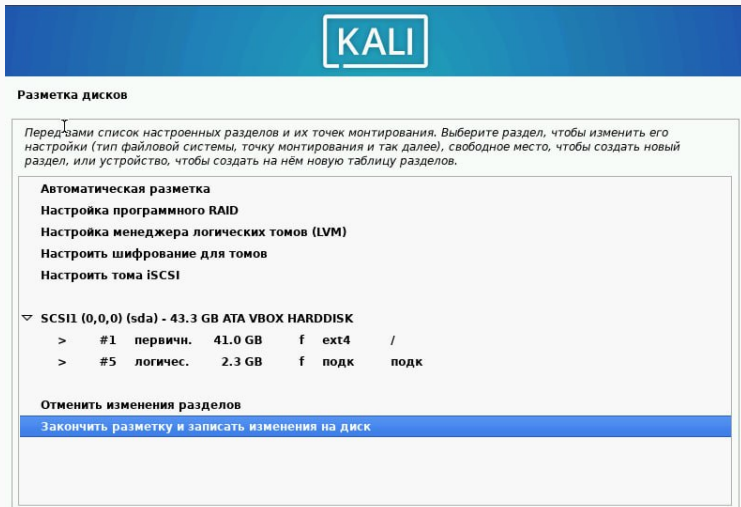 KALI
Разметка дисков
Перед вами список настроенных разделов и их точек монтирования. Выберите раздел, чтобы изменить его
настройки (тип файловой системы, точку монтирования и так далее), свободное место, чтобы создать новый
раздел, или устройство, чтобы создать на нём новую таблицу разделов.
Автоматическая разметка
Настройка программного RAID
Настройка менеджера логических томов (LVM)
Настроить шифрование для томов
Настроить тома iSCSI
SCSI1 (0,0,0) (sda) - 43.3 GB ATA VBOX HARDDISK
> #1 первичн. 41.0 GB f ext4 /
> #5 логичес. 2.3 GB f подк подк
Отменить изменения разделов
Закончить разметку и записать изменения на диск